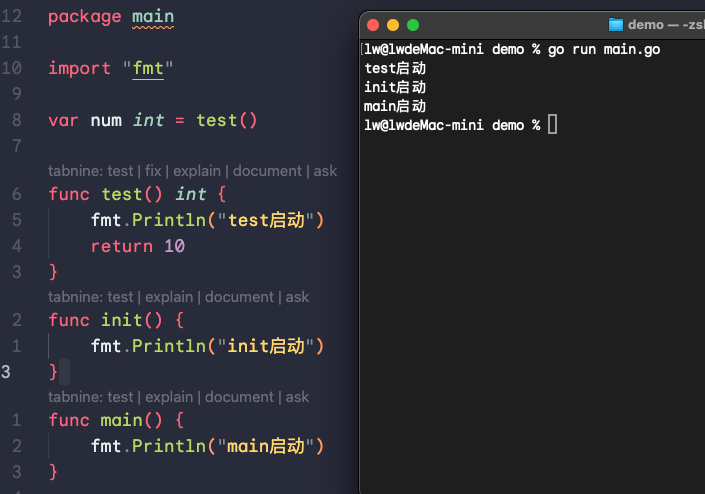 12 package main
11
10 import "fmt"
9
8 var num int = test()
7
tabnine: test | fix | explain | document | ask
6 func test() int {
5 fmt.Println("test启动")
4 return 10
3 }
tabnine: test | explain | document | ask
2 func init() {
1 fmt.Println("init启动")
3 }
tabnine: test | explain | document | ask
1 func main() {
2 fmt.Println("main启动")
3 }
demo — -zsh
[lw@lwdeMac-mini demo % go run main.go
test启动
init启动
main启动
lw@lwdeMac-mini demo %